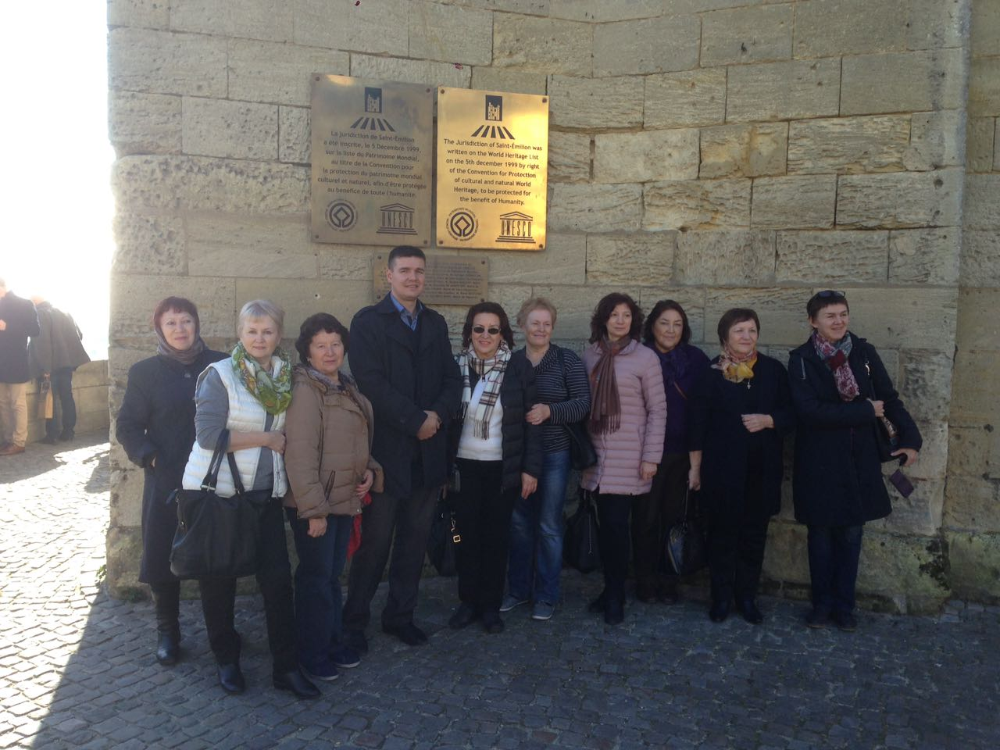 La juridiction de Saint-Émilion
a été inscrite, le 5 Décembre 1999,
sur la liste du Patrimoine Mondial,
au titre de la Convention pour
la protection du patrimoine mondial
culturel et naturel, afin d'être protégée
au bénéfice de toute l'humanité.
UNESCO
The Jurisdiction of Saint-Émilion was
written on the World Heritage List
on the 5th december 1999 by right
of the Convention for Protection
of cultural and natural World
Heritage, to be protected for
the benefit of Humanity.
UNESCO